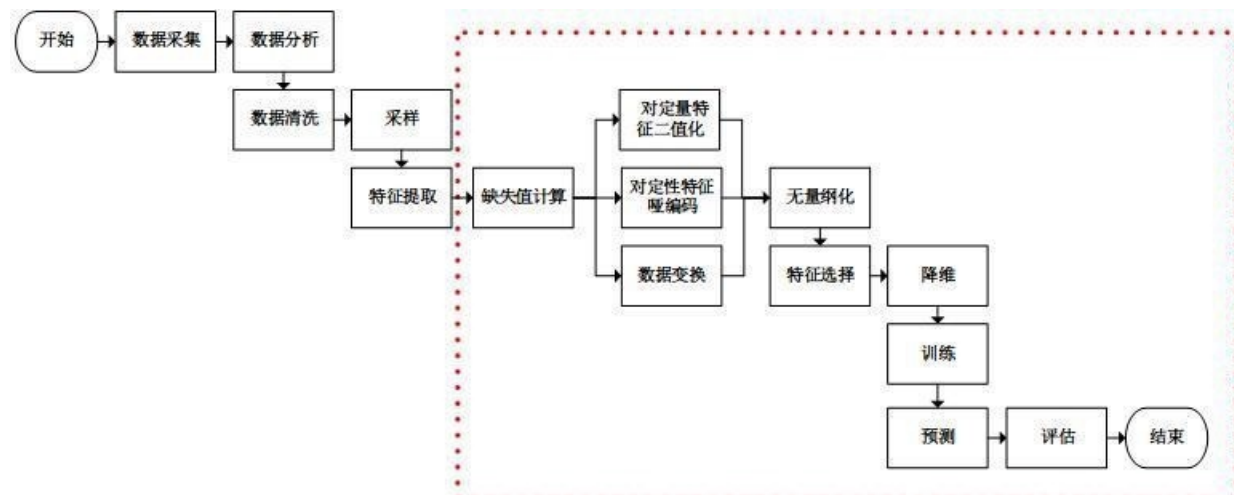 开始
数据采集
数据分析
数据清洗
采样
特征提取
缺失值计算
对定量特
征二值化
对定性特征
哑编码
数据变换
无量纲化
特征选择
降维
训练
预测
评估
结束